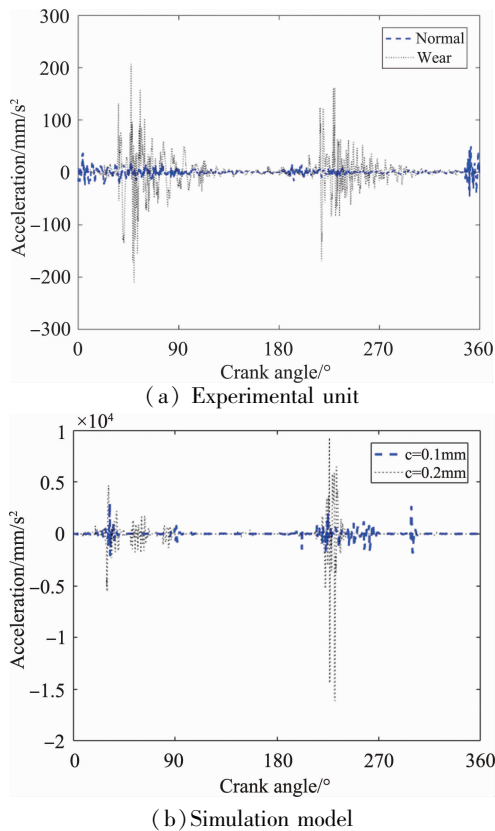 300
200
100
0
−100
−200
−300
Acceleration/mm/s²
Normal
Wear
0
90
180
270
360
Crank angle/°
(a) Experimental unit
×10⁴
1
0.5
0
−0.5
−1
−1.5
−2
Acceleration/mm/s²
c=0.1mm
c=0.2mm
0
90
180
270
360
Crank angle/°
(b)Simulation model